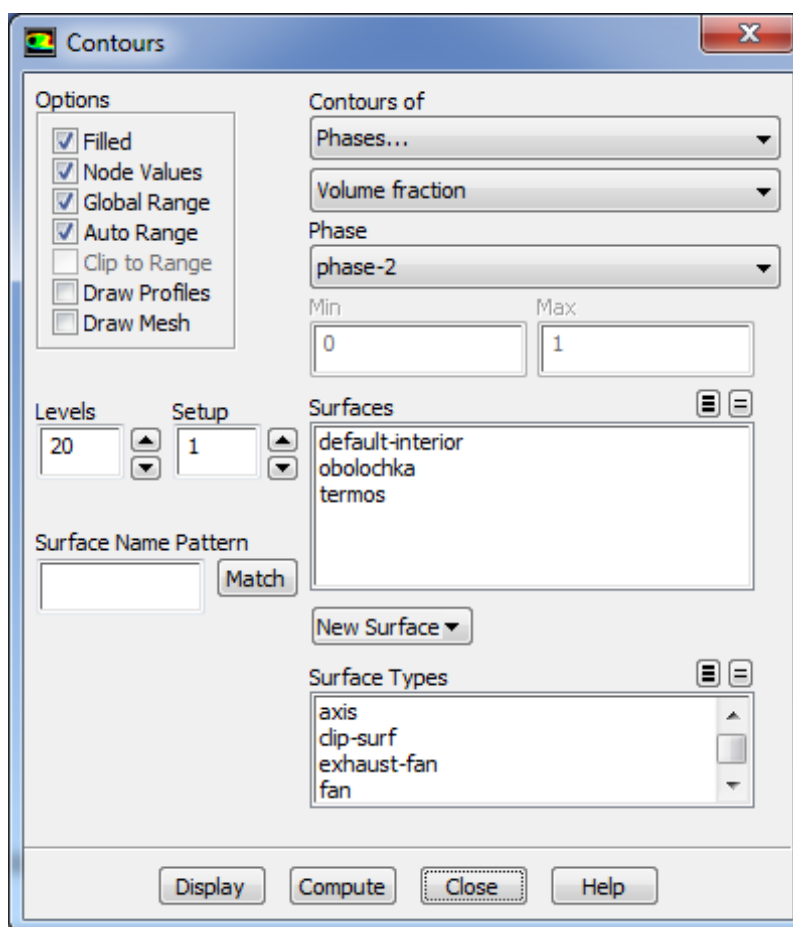 Contours
Options
Filled
Node Values
Global Range
Auto Range
Clip to Range
Draw Profiles
Draw Mesh
Contours of
Phases...
Volume fraction
Phase
phase-2
Min
Max
0
1
Levels
Setup
20
1
Surface Name Pattern
Match
Surfaces
default-interior
obolochka
termos
New Surface
Surface Types
axis
clip-surf
exhaust-fan
fan
Display
Compute
Close
Help